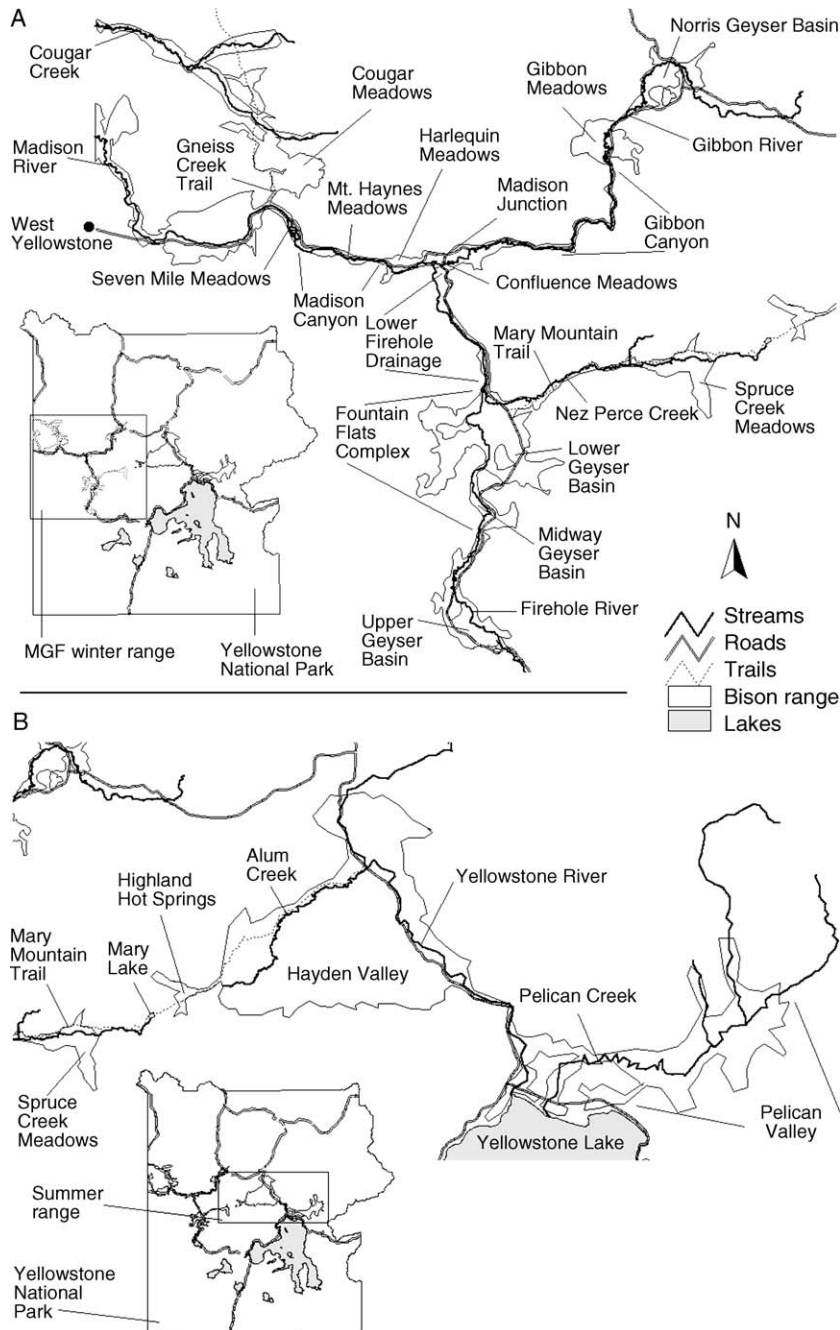 A
Cougar
Creek
Cougar
Meadows
Norris Geyser Basin
Gibbon
Meadows
Madison
River
Gneiss
Creek
Trail
Harlequin
Meadows
Gibbon River
Mt. Haynes
Meadows
Madison
Junction
West
Yellowstone
Gibbon
Canyon
Seven Mile Meadows
Madison
Canyon
Confluence Meadows
Lower
Firehole
Drainage
Mary Mountain
Trail
Nez Perce Creek
Spruce
Creek
Meadows
Fountain
Flats
Complex
Lower
Geyser
Basin
Midway
Geyser
Basin
Firehole River
Upper
Geyser
Basin
MGF winter range
Yellowstone
National Park
N
Streams
Roads
Trails
Bison range
Lakes
B
Alum
Creek
Highland
Hot Springs
Yellowstone River
Mary
Mountain
Trail
Mary
Lake
Hayden Valley
Pelican Creek
Spruce
Creek
Meadows
Pelican
Valley
Yellowstone Lake
Summer
range
Yellowstone
National
Park